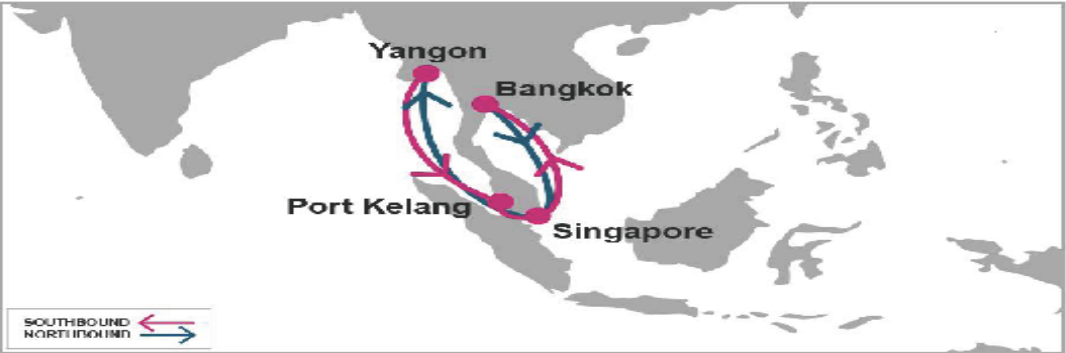 Yangon
Bangkok
Port Kelang
Singapore
SOUTHBOUND
NORTHBOUND